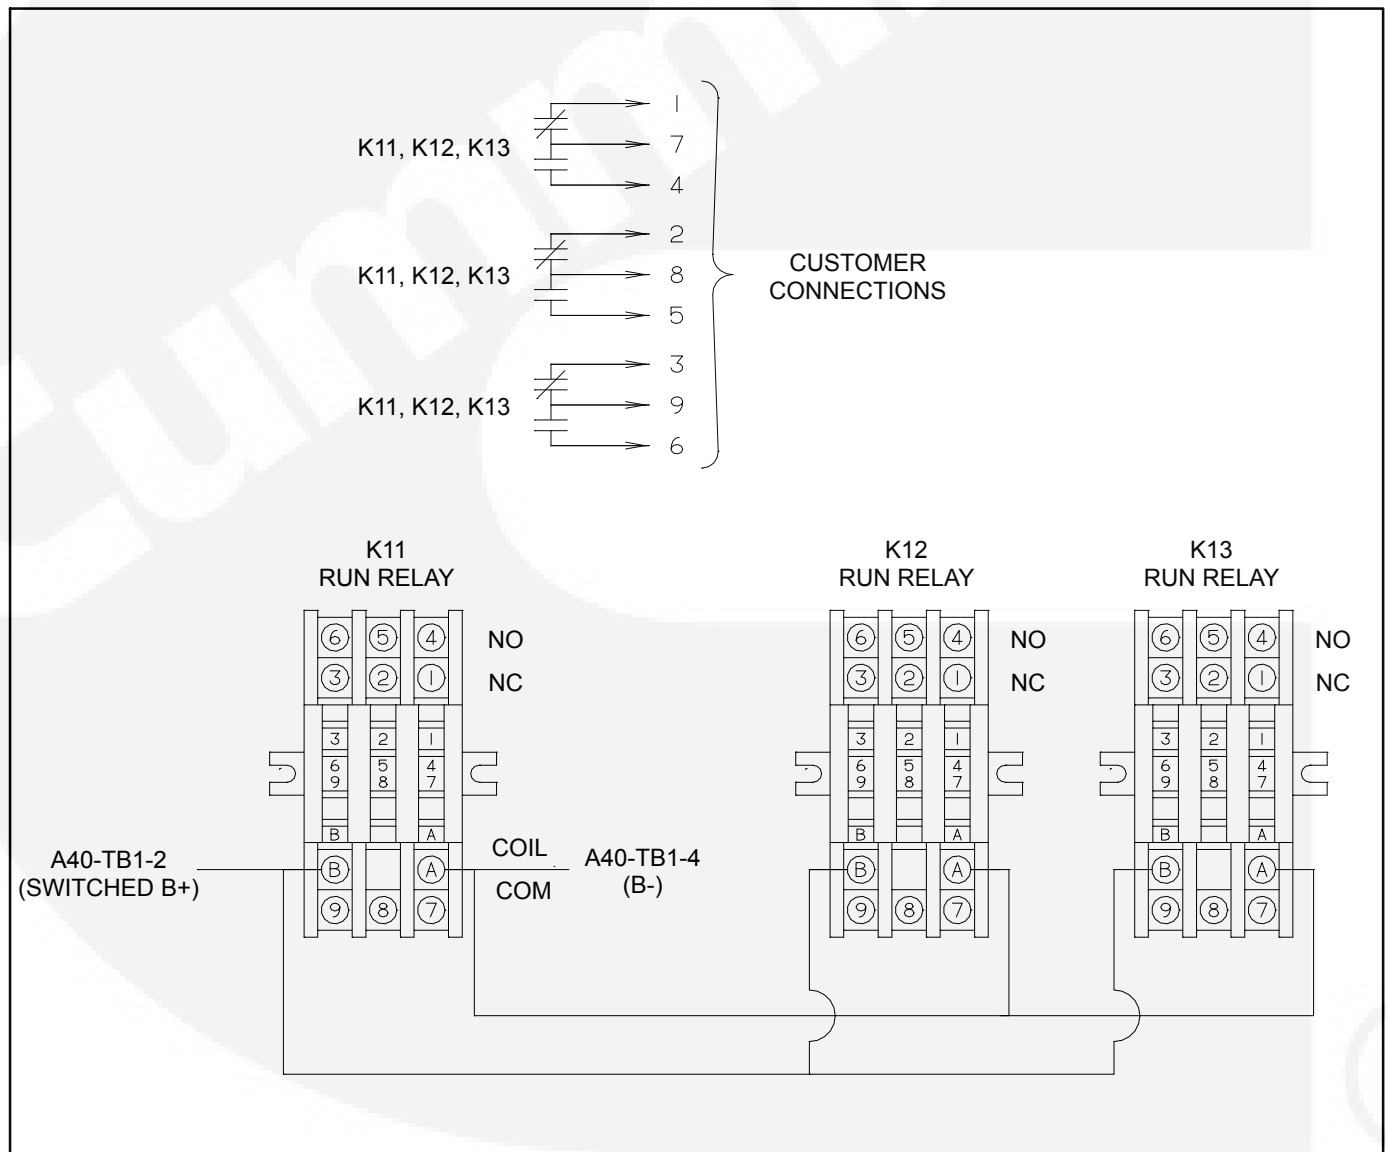 1
K11, K12, K13
7
4
2
K11, K12, K13
8
5
CUSTOMER
CONNECTIONS
3
K11, K12, K13
9
6
K11
RUN RELAY
K12
RUN RELAY
K13
RUN RELAY
6 5 4 NO
3 2 1 NC
3 2 1
6 5 4
9 8 7
B A
6 5 4 NO
3 2 1 NC
3 2 1
6 5 4
9 8 7
B A
6 5 4 NO
3 2 1 NC
3 2 1
6 5 4
9 8 7
B A
A40-TB1-2
(SWITCHED B+)
B A
COIL
COM
A40-TB1-4
(B-)
9 8 7
B A
9 8 7
B A
9 8 7